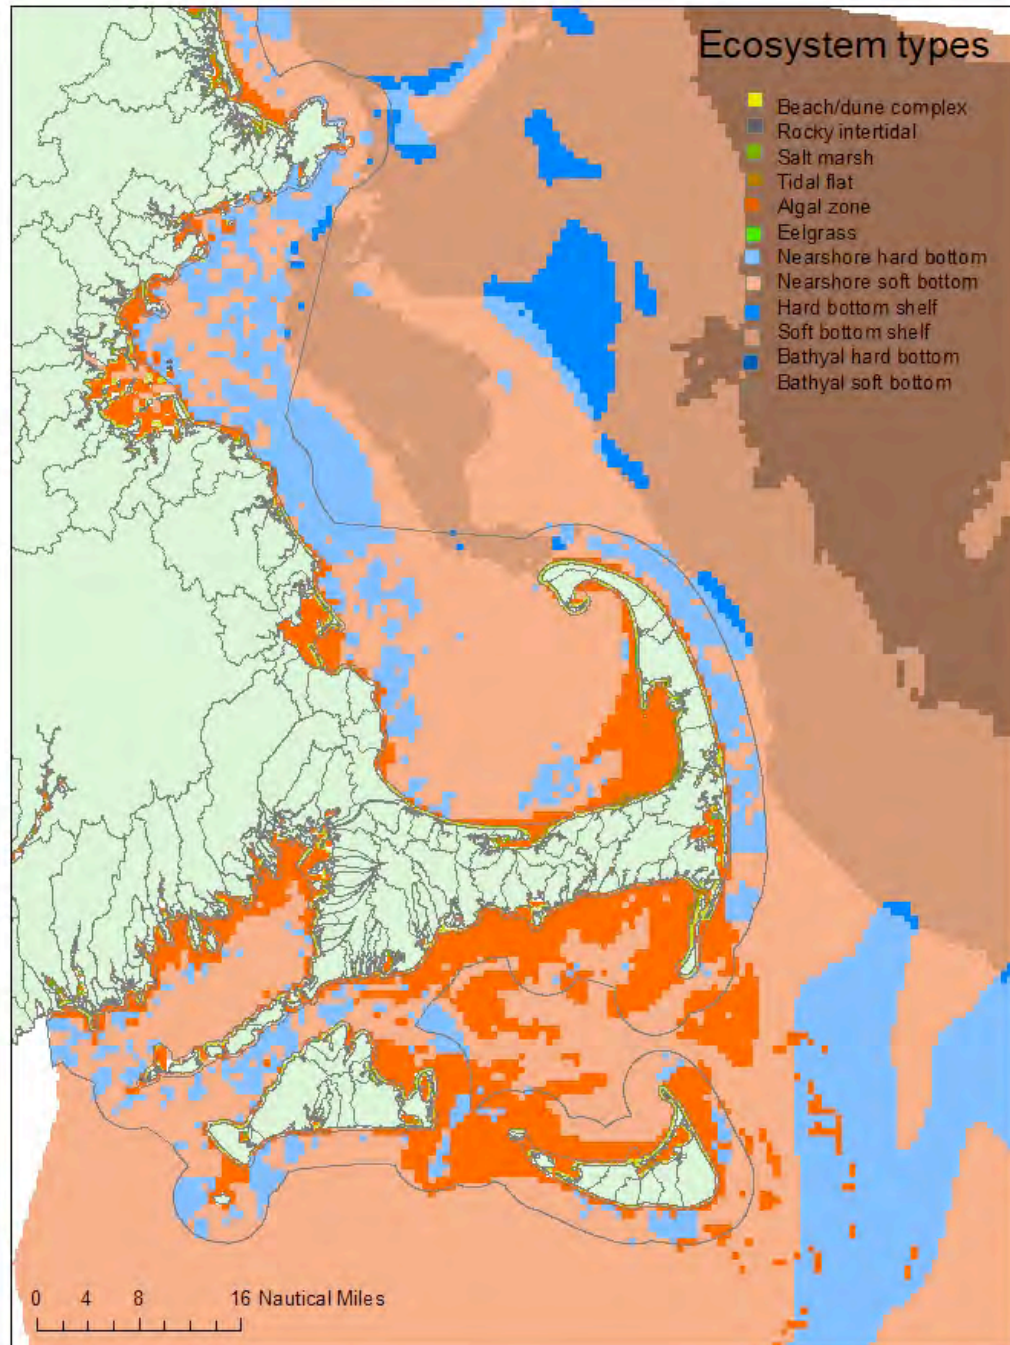 Ecosystem types
Beach/dune complex
Rocky intertidal
Salt marsh
Tidal flat
Algal zone
Eelgrass
Nearshore hard bottom
Nearshore soft bottom
Hard bottom shelf
Soft bottom shelf
Bathyal hard bottom
Bathyal soft bottom
0 4 8 16 Nautical Miles